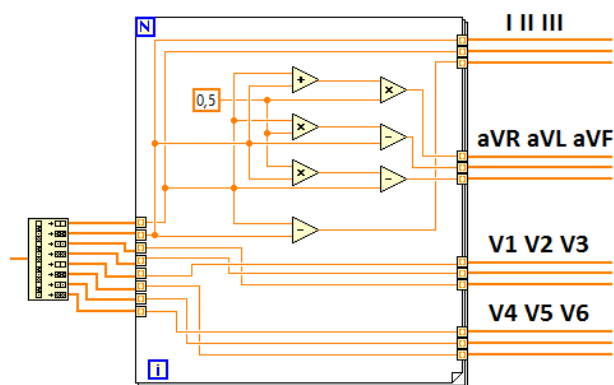 N
I II III
+
×
0,5
×
−
aVR aVL aVF
×
−
−
V1 V2 V3
V4 V5 V6
i